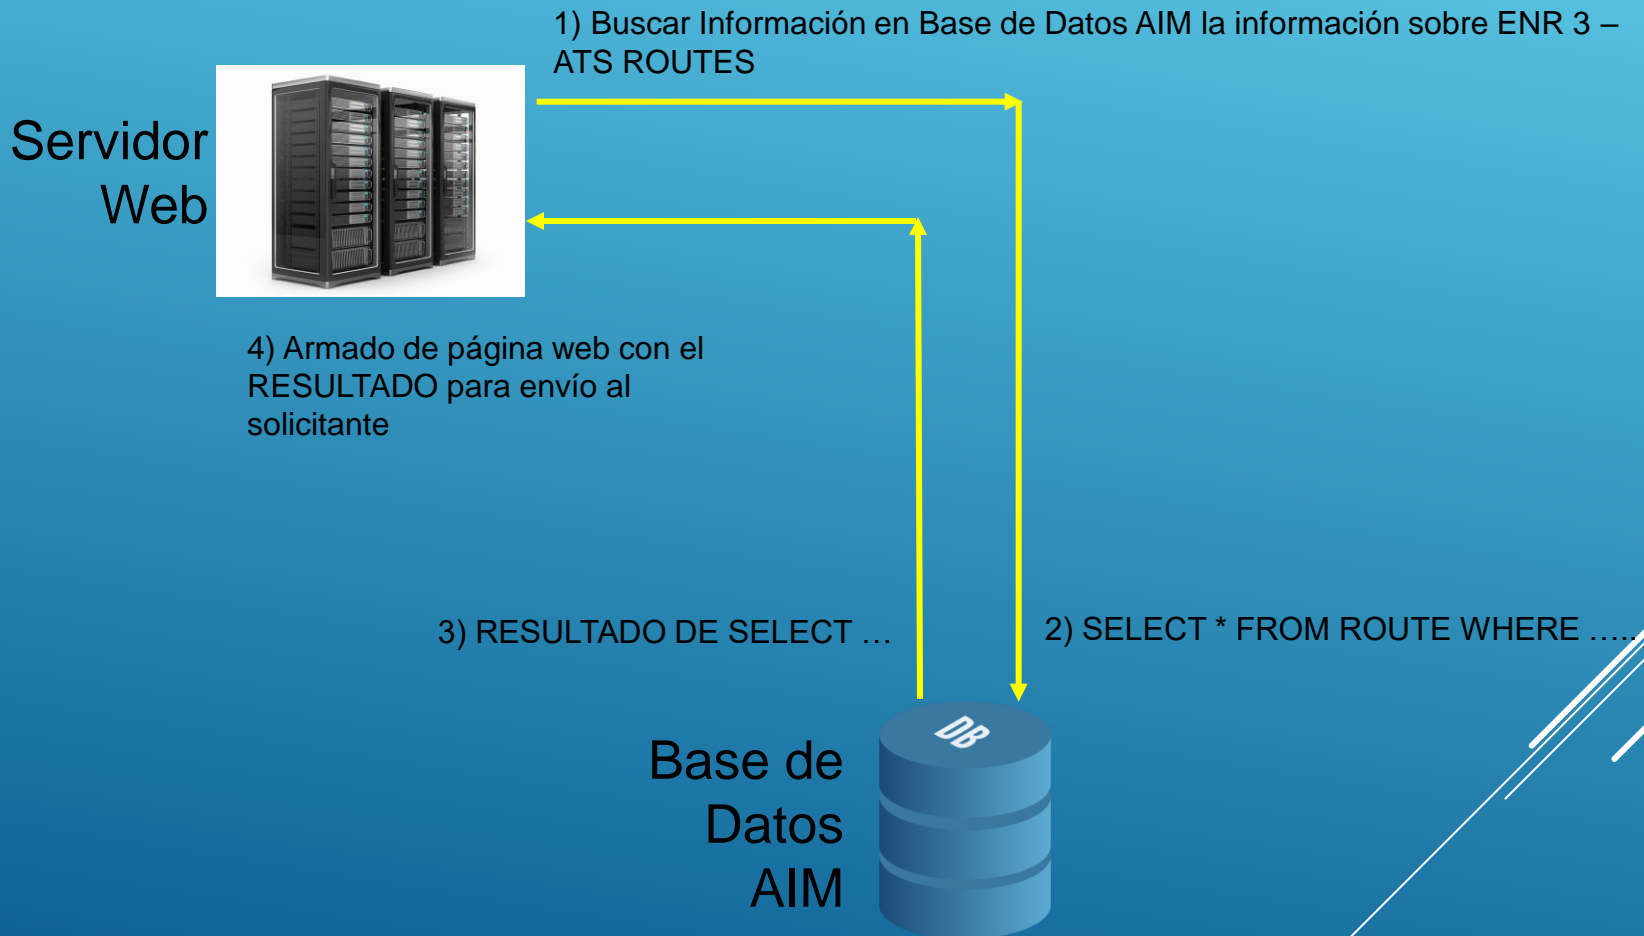 1) Buscar Información en Base de Datos AIM la información sobre ENR 3 –
ATS ROUTES
Servidor
Web
4) Armado de página web con el
RESULTADO para envío al
solicitante
3) RESULTADO DE SELECT …
2) SELECT * FROM ROUTE WHERE …..
DB
Base de
Datos
AIM